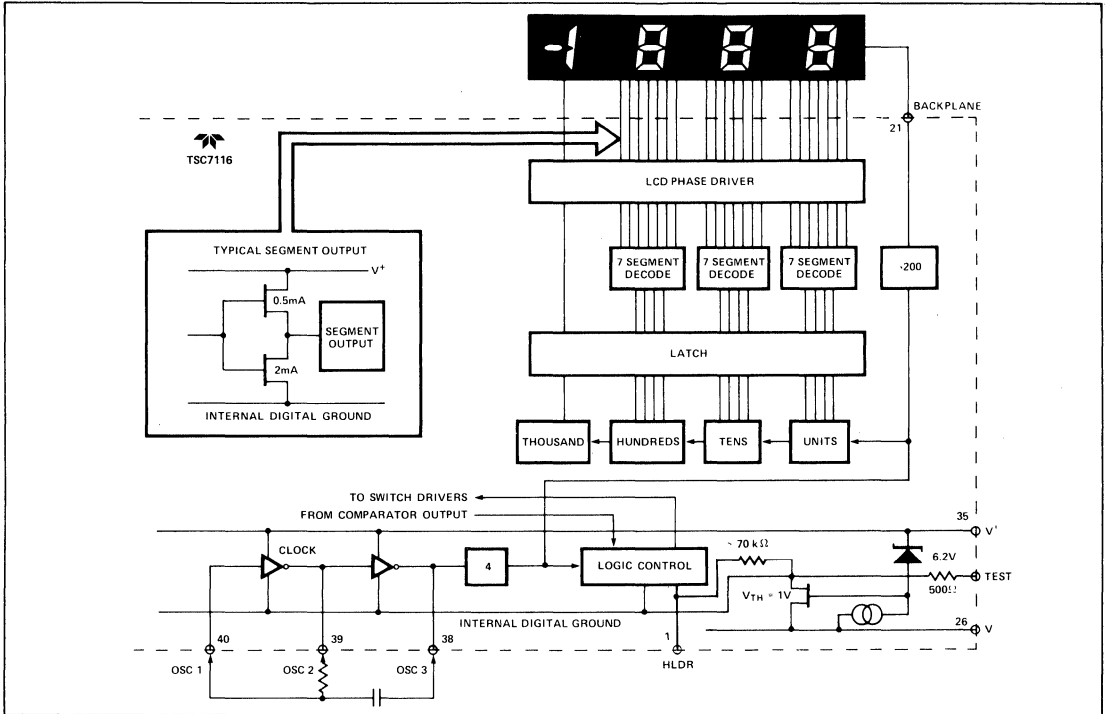 -1 8 8 8
BACKPLANE
21
TSC7116
LCD PHASE DRIVER
TYPICAL SEGMENT OUTPUT
V+
0.5mA
SEGMENT
OUTPUT
2mA
INTERNAL DIGITAL GROUND
7 SEGMENT
DECODE
7 SEGMENT
DECODE
7 SEGMENT
DECODE
200
LATCH
THOUSAND
HUNDREDS
TENS
UNITS
TO SWITCH DRIVERS
FROM COMPARATOR OUTPUT
35
V+
CLOCK
4
LOGIC CONTROL
~ 70 kΩ
6.2V
TEST
500Ω
VTH = 1V
INTERNAL DIGITAL GROUND
26
V
40
39
38
1
OSC 1
OSC 2
OSC 3
HLDR